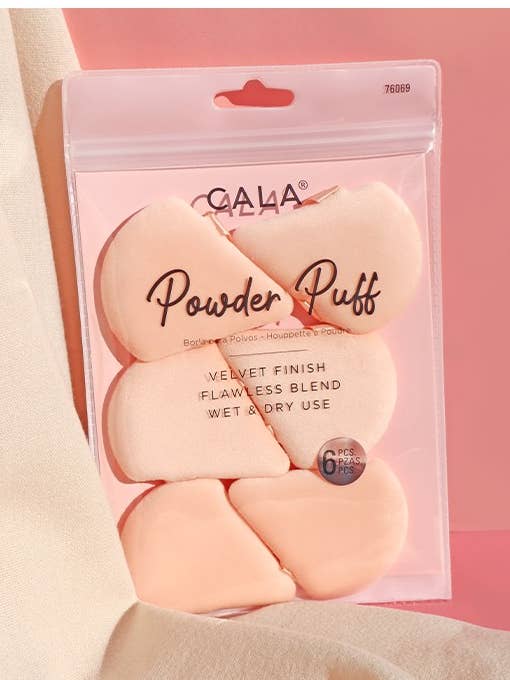 76069
CALA®
Powder Puff
Borla para Polvos - Houppette à Poudre
VELVET FINISH
FLAWLESS BLEND
WET & DRY USE
6 PCS.
PZAS.
PCS.